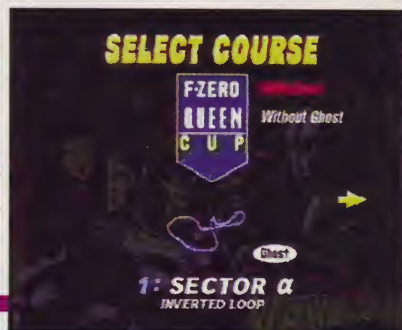 SELECT COURSE
F-ZERO
QUEEN
CUP
Without Ghost
Ghost
1: SECTOR α
INVERTED LOOP